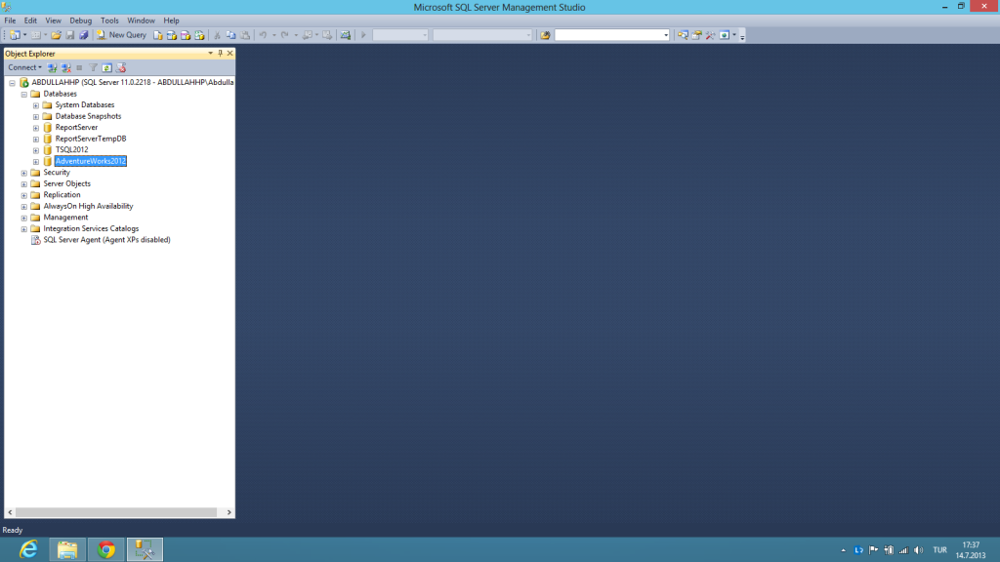 Microsoft SQL Server Management Studio
File Edit View Debug Tools Window Help
New Query
Object Explorer
Connect
ABDULLAHHP (SQL Server 11.0.2218 - ABDULLAHHP\Abdulla
Databases
System Databases
Database Snapshots
ReportServer
ReportServerTempDB
TSQL2012
AdventureWorks2012
Security
Server Objects
Replication
AlwaysOn High Availability
Management
Integration Services Catalogs
SQL Server Agent (Agent XPs disabled)
Ready
TUR
17:37
14.7.2013